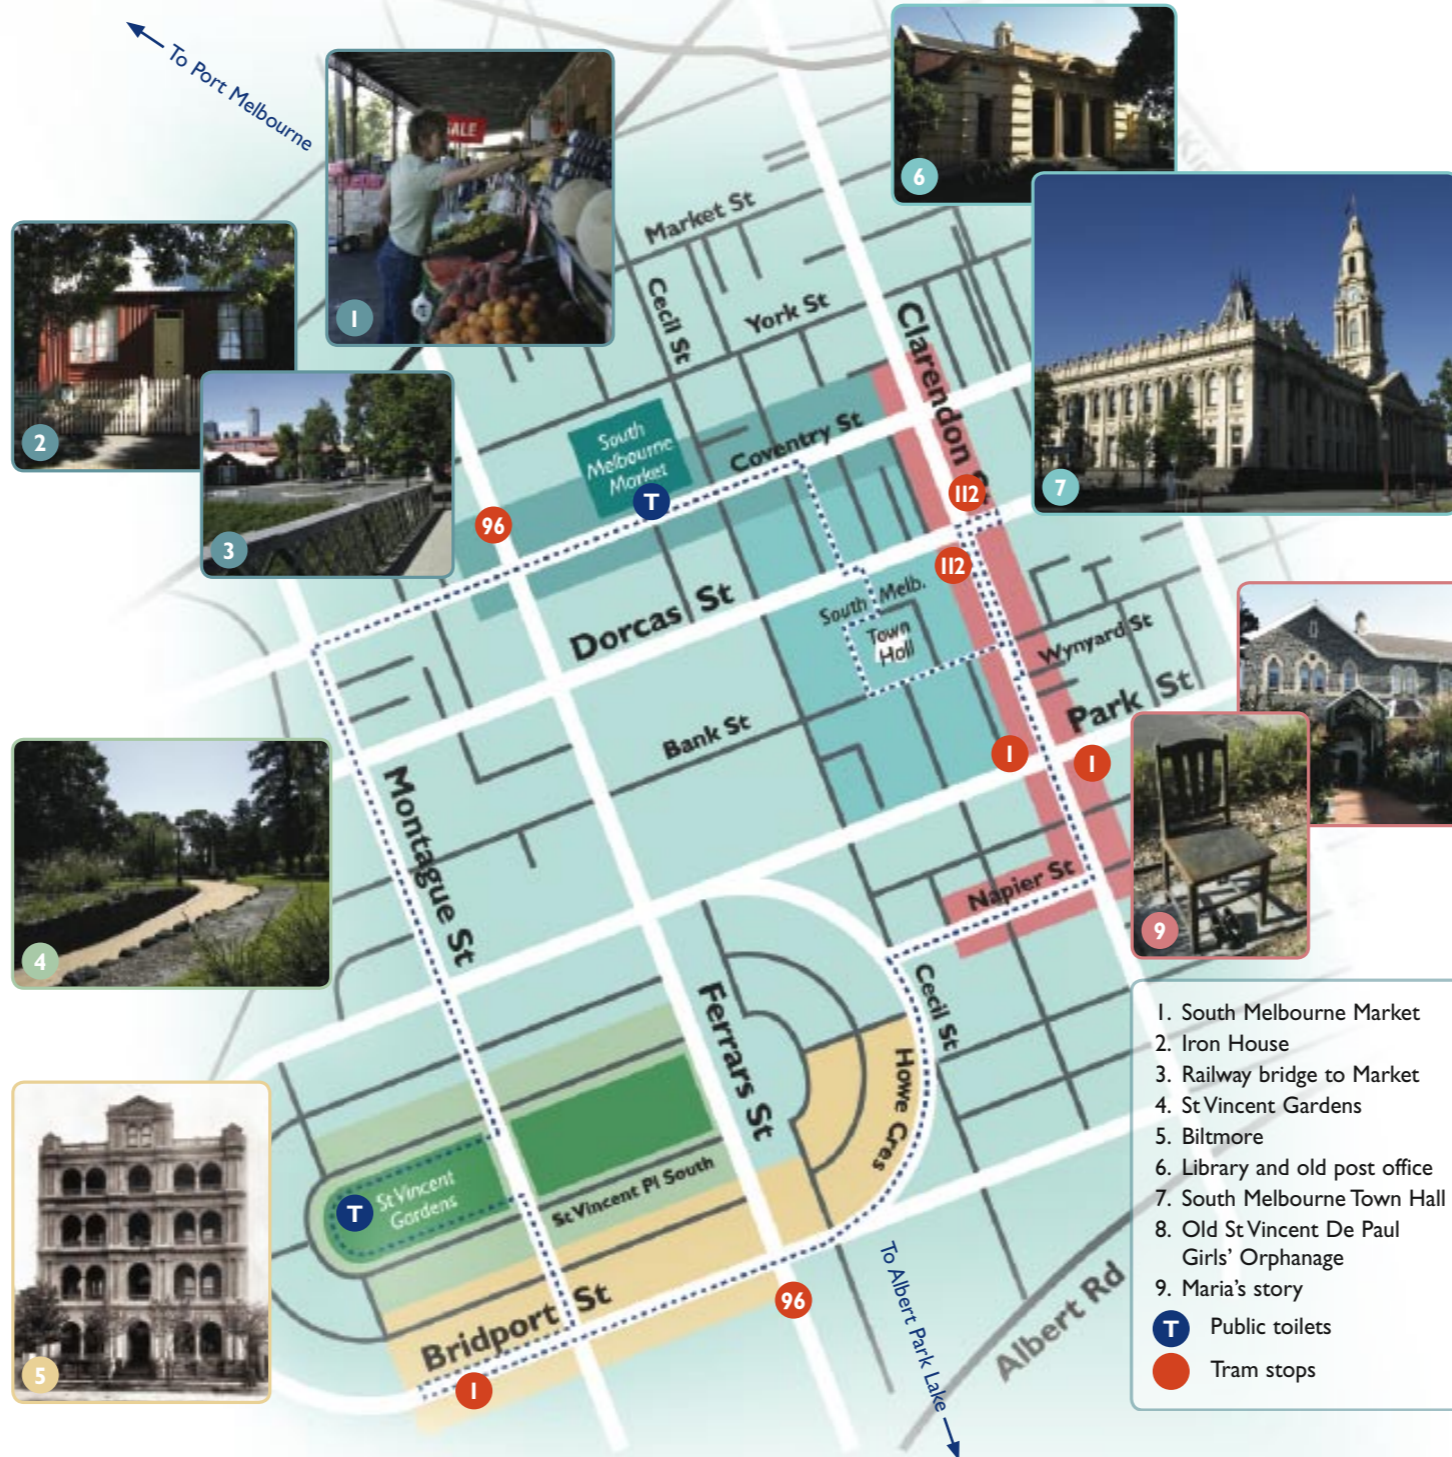 To Port Melbourne
SALE
1
6
Market St
Cecil St
York St
Clarendon St
2
3
7
South
Melbourne
Market
T
Coventry St
96
112
112
Dorcas St
South Melb.
Town
Hall
Wynyard St
Park St
Bank St
1
1
Montague St
Napier St
9
4
Cecil St
Ferrars St
Howe Cres
St Vincent
Gardens
T
St Vincent Pl South
Bridport St
96
1
5
To Albert Park Lake
Albert Rd
1. South Melbourne Market
2. Iron House
3. Railway bridge to Market
4. St Vincent Gardens
5. Biltmore
6. Library and old post office
7. South Melbourne Town Hall
8. Old St Vincent De Paul
Girls' Orphanage
9. Maria's story
T Public toilets
Tram stops